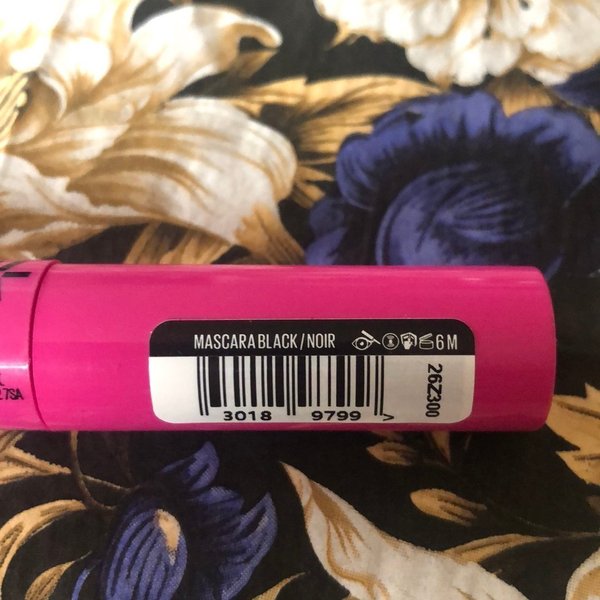 MASCARA BLACK/NOIR 6 M
3018 9799 >
26Z300